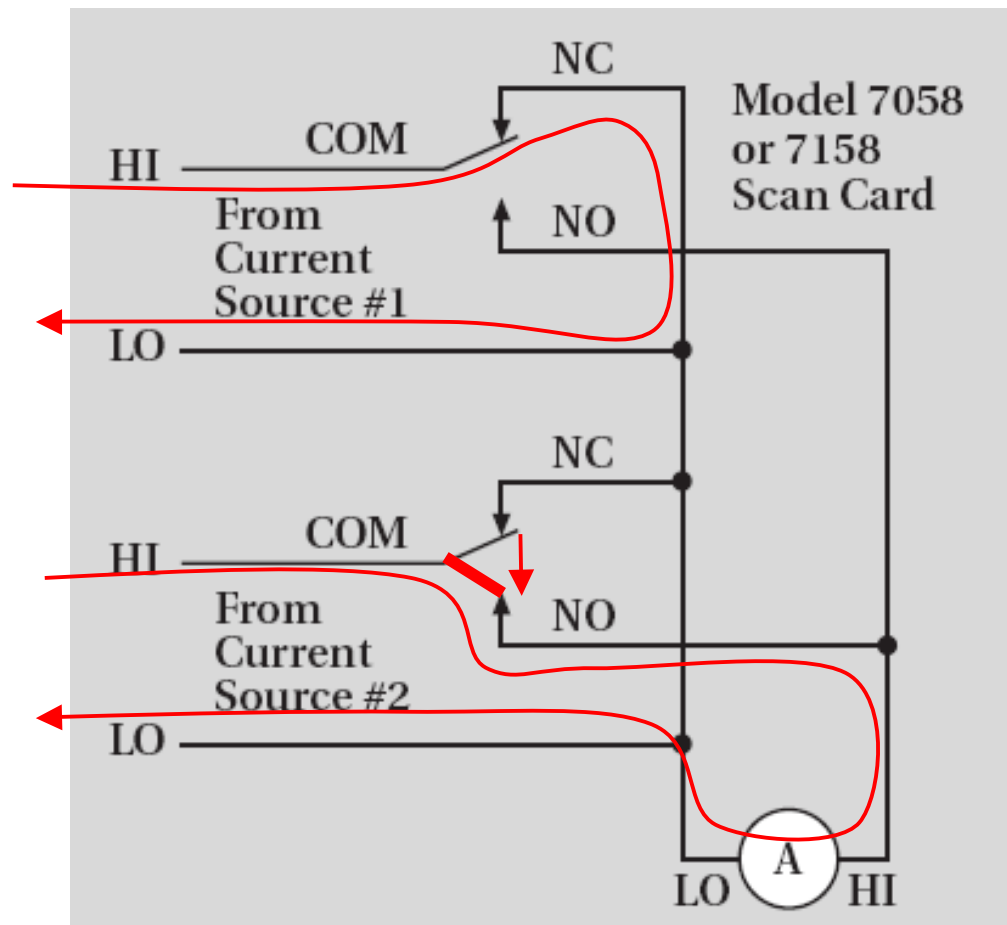 NC
Model 7058
or 7158
Scan Card
COM
HI
From
Current
Source #1
NO
LO
NC
COM
HI
From
Current
Source #2
NO
LO
A
LO
HI